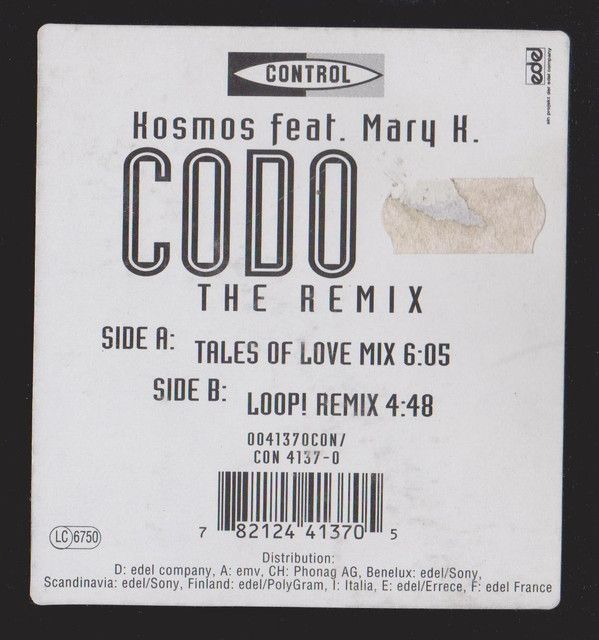 CONTROL
edel
ein projekt der edel company
Kosmos feat. Mary K.
CODO
THE REMIX
SIDE A: TALES OF LOVE MIX 6:05
SIDE B: LOOP! REMIX 4:48
0041370CON/
CON 4137-0
7 82124 41370 5
LC 6750
Distribution:
D: edel company, A: emv, CH: Phonag AG, Benelux: edel/Sony,
Scandinavia: edel/Sony, Finland: edel/PolyGram, I: Italia, E: edel/Errece, F: edel France